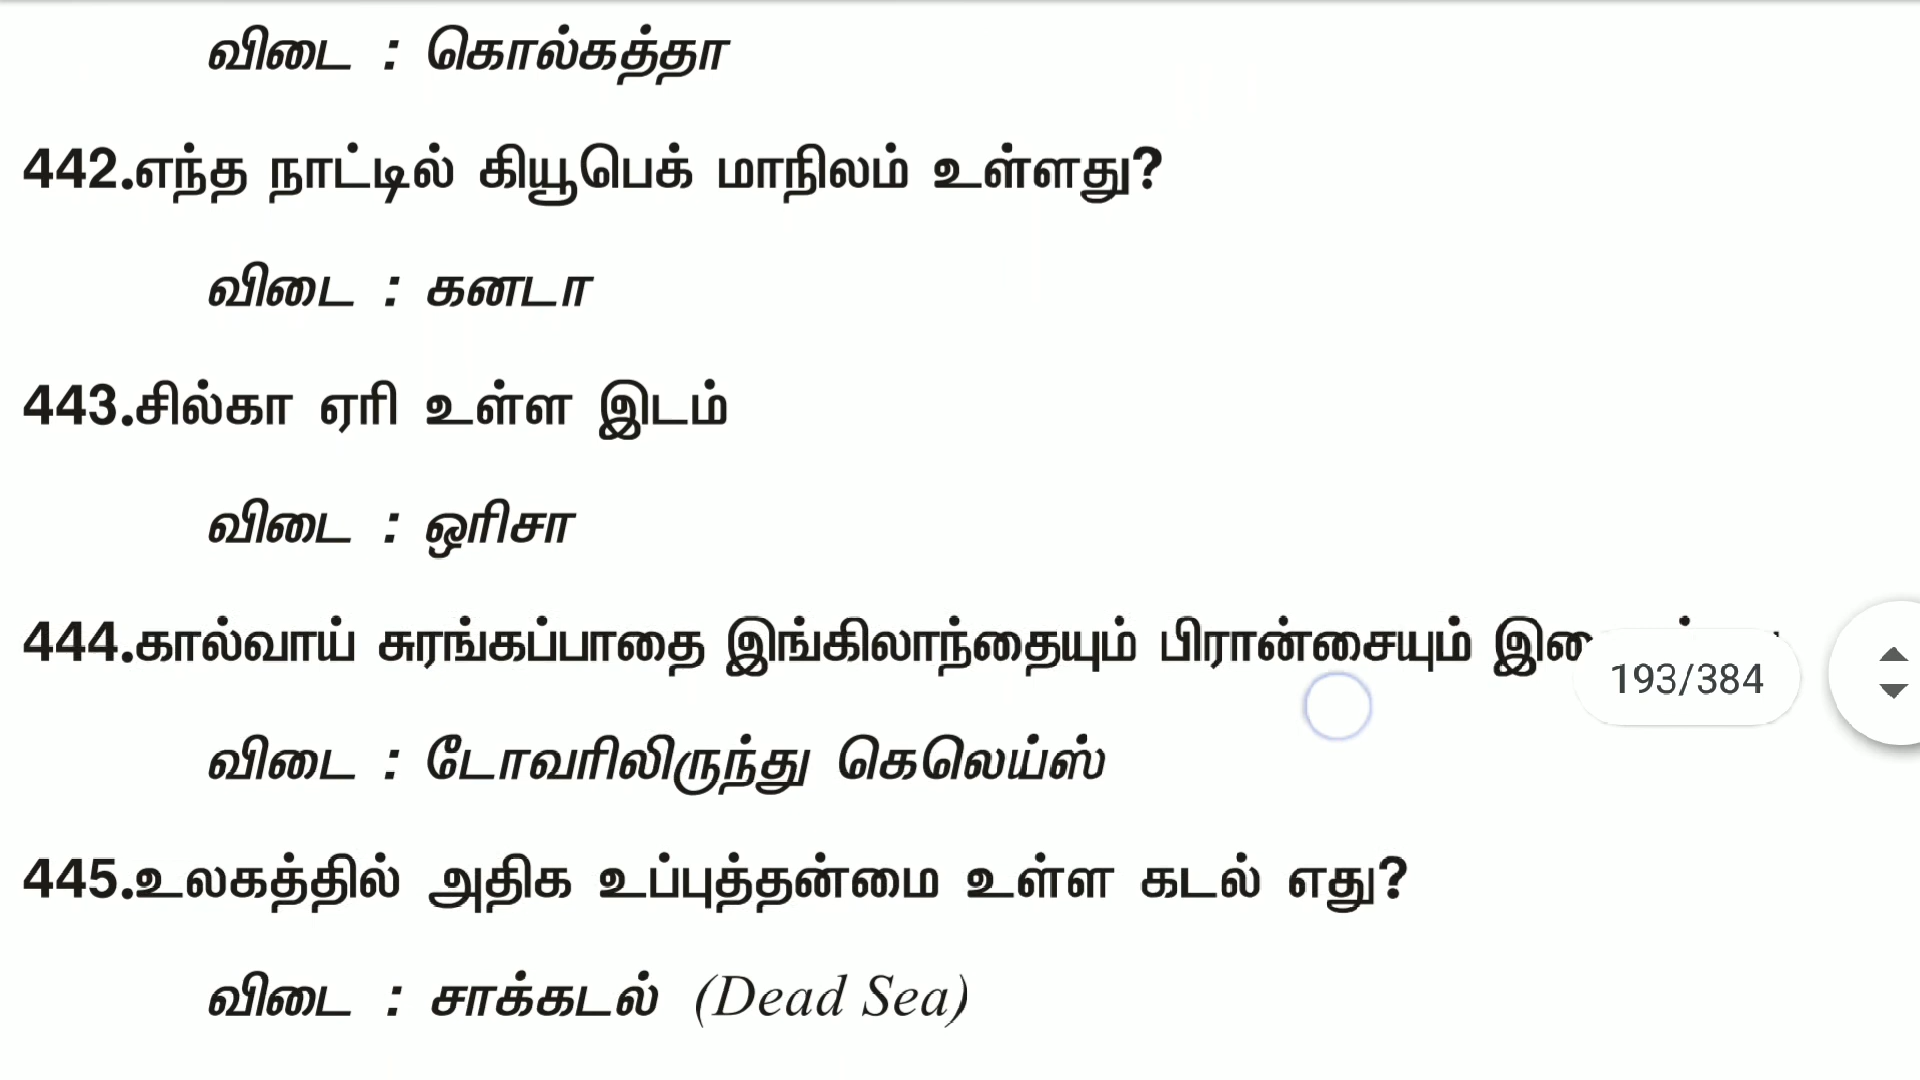 விடை : கொல்கத்தா
442.எந்த நாட்டில் கியூபெக் மாநிலம் உள்ளது?
விடை : கனடா
443.சில்கா ஏரி உள்ள இடம்
விடை : ஒரிசா
444.கால்வாய் சுரங்கப்பாதை இங்கிலாந்தையும் பிரான்சையும்
193/384
விடை : டோவரிலிருந்து கெலெய்ஸ்
445.உலகத்தில் அதிக உப்புத்தன்மை உள்ள கடல் எது?
விடை : சாக்கடல் (Dead Sea)